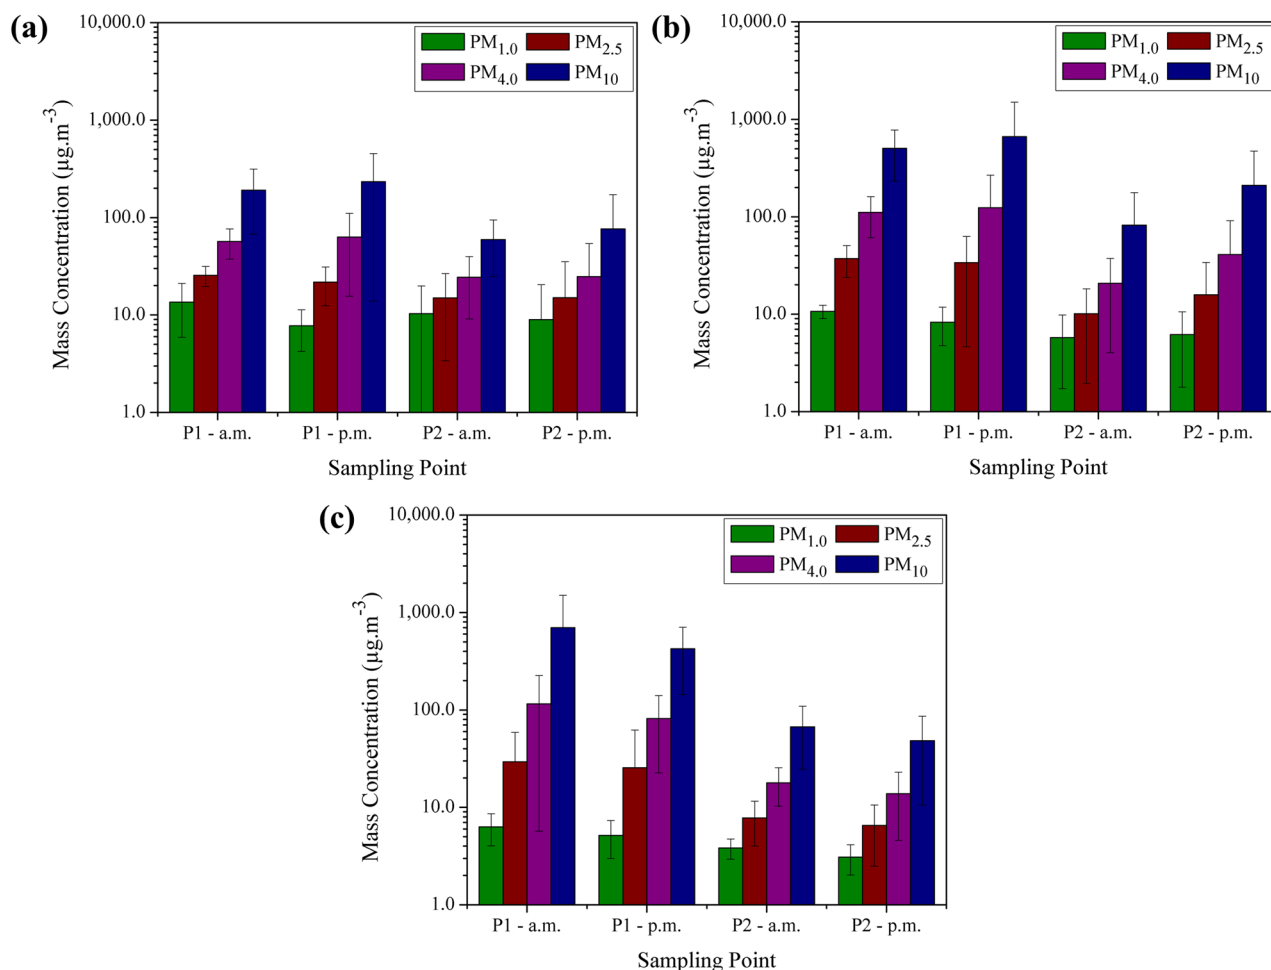 (a)
10,000.0
1,000.0
100.0
10.0
1.0
Mass Concentration (µg.m⁻³)
PM₁.₀ PM₂.₅
PM₄.₀ PM₁₀
P1 - a.m. P1 - p.m. P2 - a.m. P2 - p.m.
Sampling Point
(b)
10,000.0
1,000.0
100.0
10.0
1.0
Mass Concentration (µg.m⁻³)
PM₁.₀ PM₂.₅
PM₄.₀ PM₁₀
P1 - a.m. P1 - p.m. P2 - a.m. P2 - p.m.
Sampling Point
(c)
10,000.0
1,000.0
100.0
10.0
1.0
Mass Concentration (µg.m⁻³)
PM₁.₀ PM₂.₅
PM₄.₀ PM₁₀
P1 - a.m. P1 - p.m. P2 - a.m. P2 - p.m.
Sampling Point